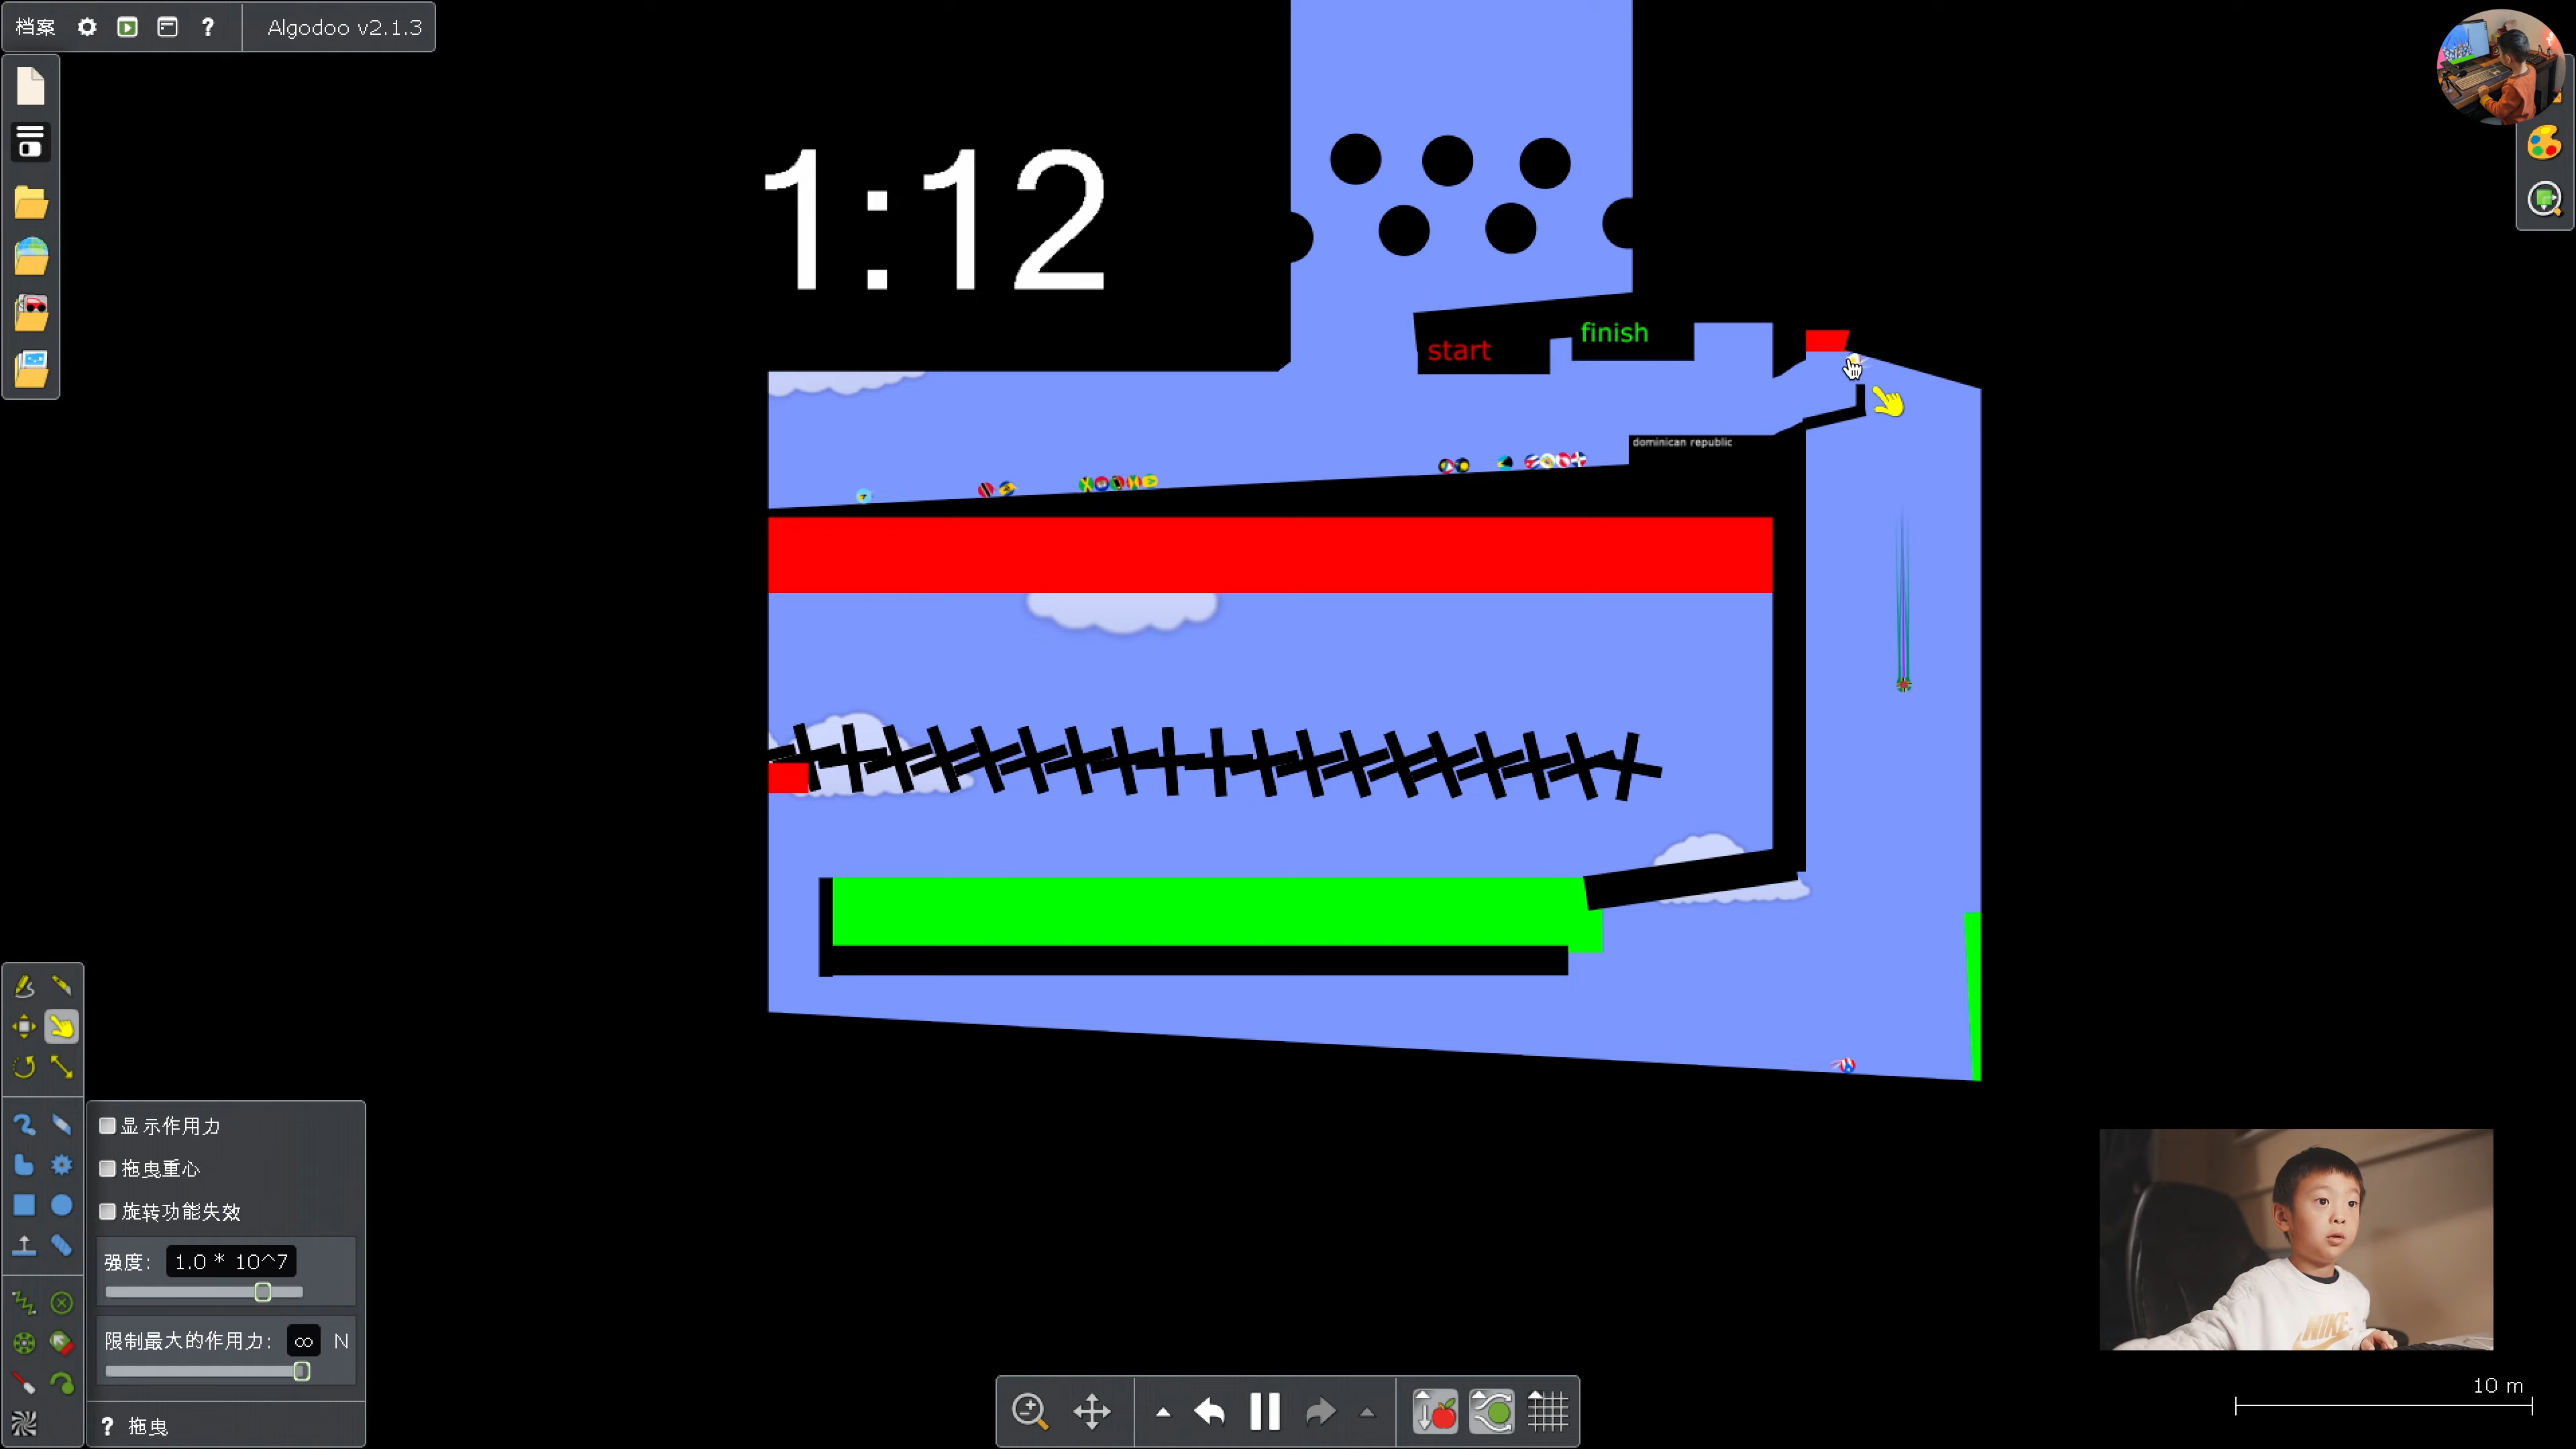 档案
Algodoo v2.1.3
1:12
start
finish
dominican republic
显示作用力
拖曳重心
旋转功能失效
强度: 1.0 * 10^7
限制最大的作用力: ∞ N
? 拖曳
NIKE
10 m